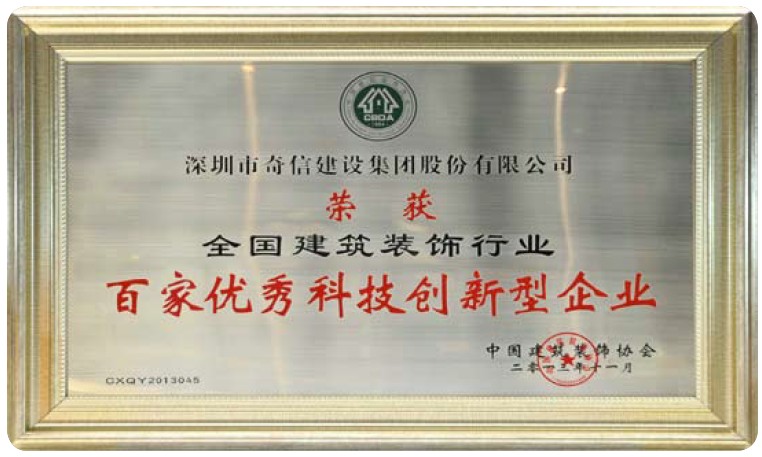 CBDA
深圳市奇信建设集团股份有限公司
荣获
全国建筑装饰行业
百家优秀科技创新型企业
中国建筑装饰协会
二零一三年十一月
CXQY2013045